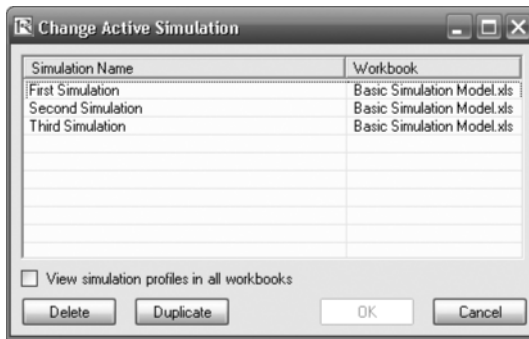 Change Active Simulation
Simulation Name Workbook
First Simulation Basic Simulation Model.xls
Second Simulation Basic Simulation Model.xls
Third Simulation Basic Simulation Model.xls
View simulation profiles in all workbooks
Delete Duplicate OK Cancel